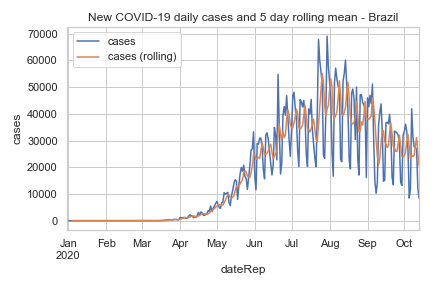 New COVID-19 daily cases and 5 day rolling mean - Brazil
cases
cases (rolling)
70000
60000
50000
40000
30000
20000
10000
0
cases
Jan Feb Mar Apr May Jun Jul Aug Sep Oct
2020
dateRep